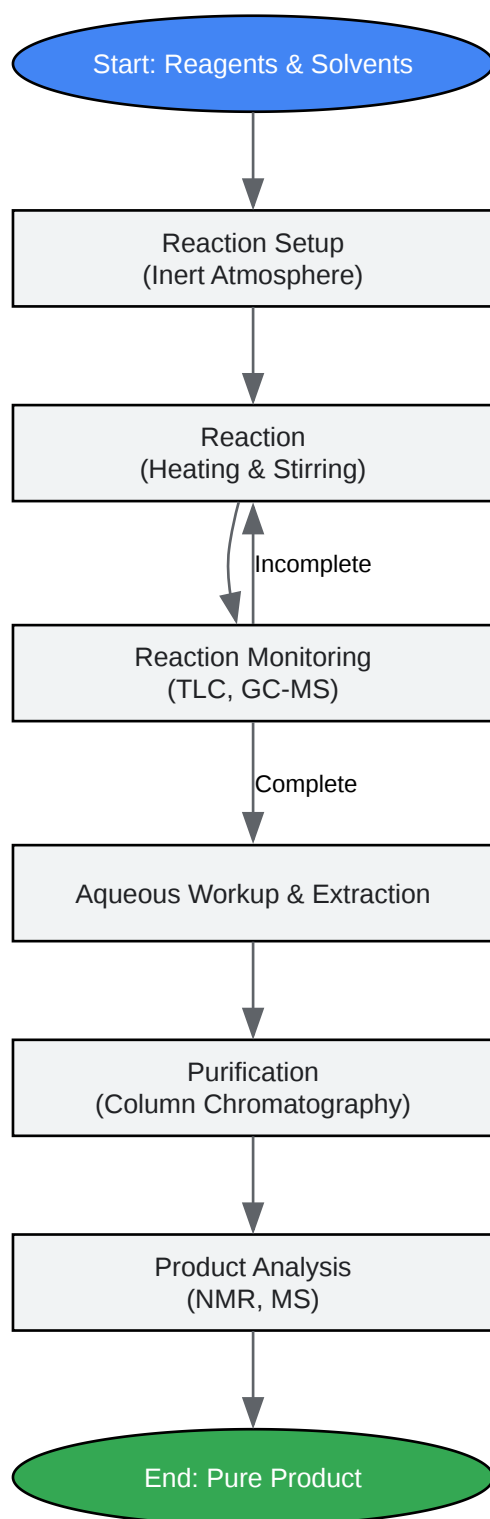 Start: Reagents & Solvents
Reaction Setup
(Inert Atmosphere)
Reaction
(Heating & Stirring)
Incomplete
Reaction Monitoring
(TLC, GC-MS)
Complete
Aqueous Workup & Extraction
Purification
(Column Chromatography)
Product Analysis
(NMR, MS)
End: Pure Product